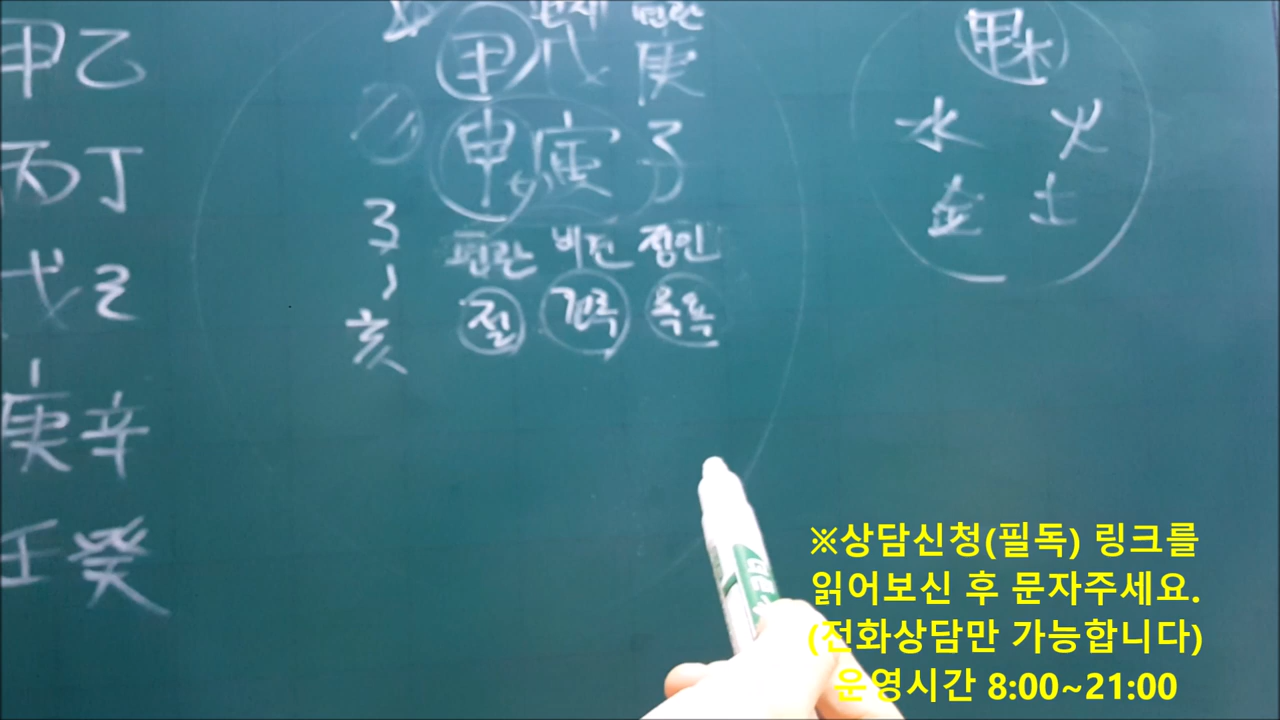 甲乙
丙丁
戊己
庚辛
壬癸
편재 편관
甲 戊 庚
申 寅 子
편관 비견 정인
절 건록 목욕
子
亥
甲木
水 火
金 土
※상담신청(필독) 링크를
읽어보신 후 문자주세요.
(전화상담만 가능합니다)
운영시간 8:00~21:00